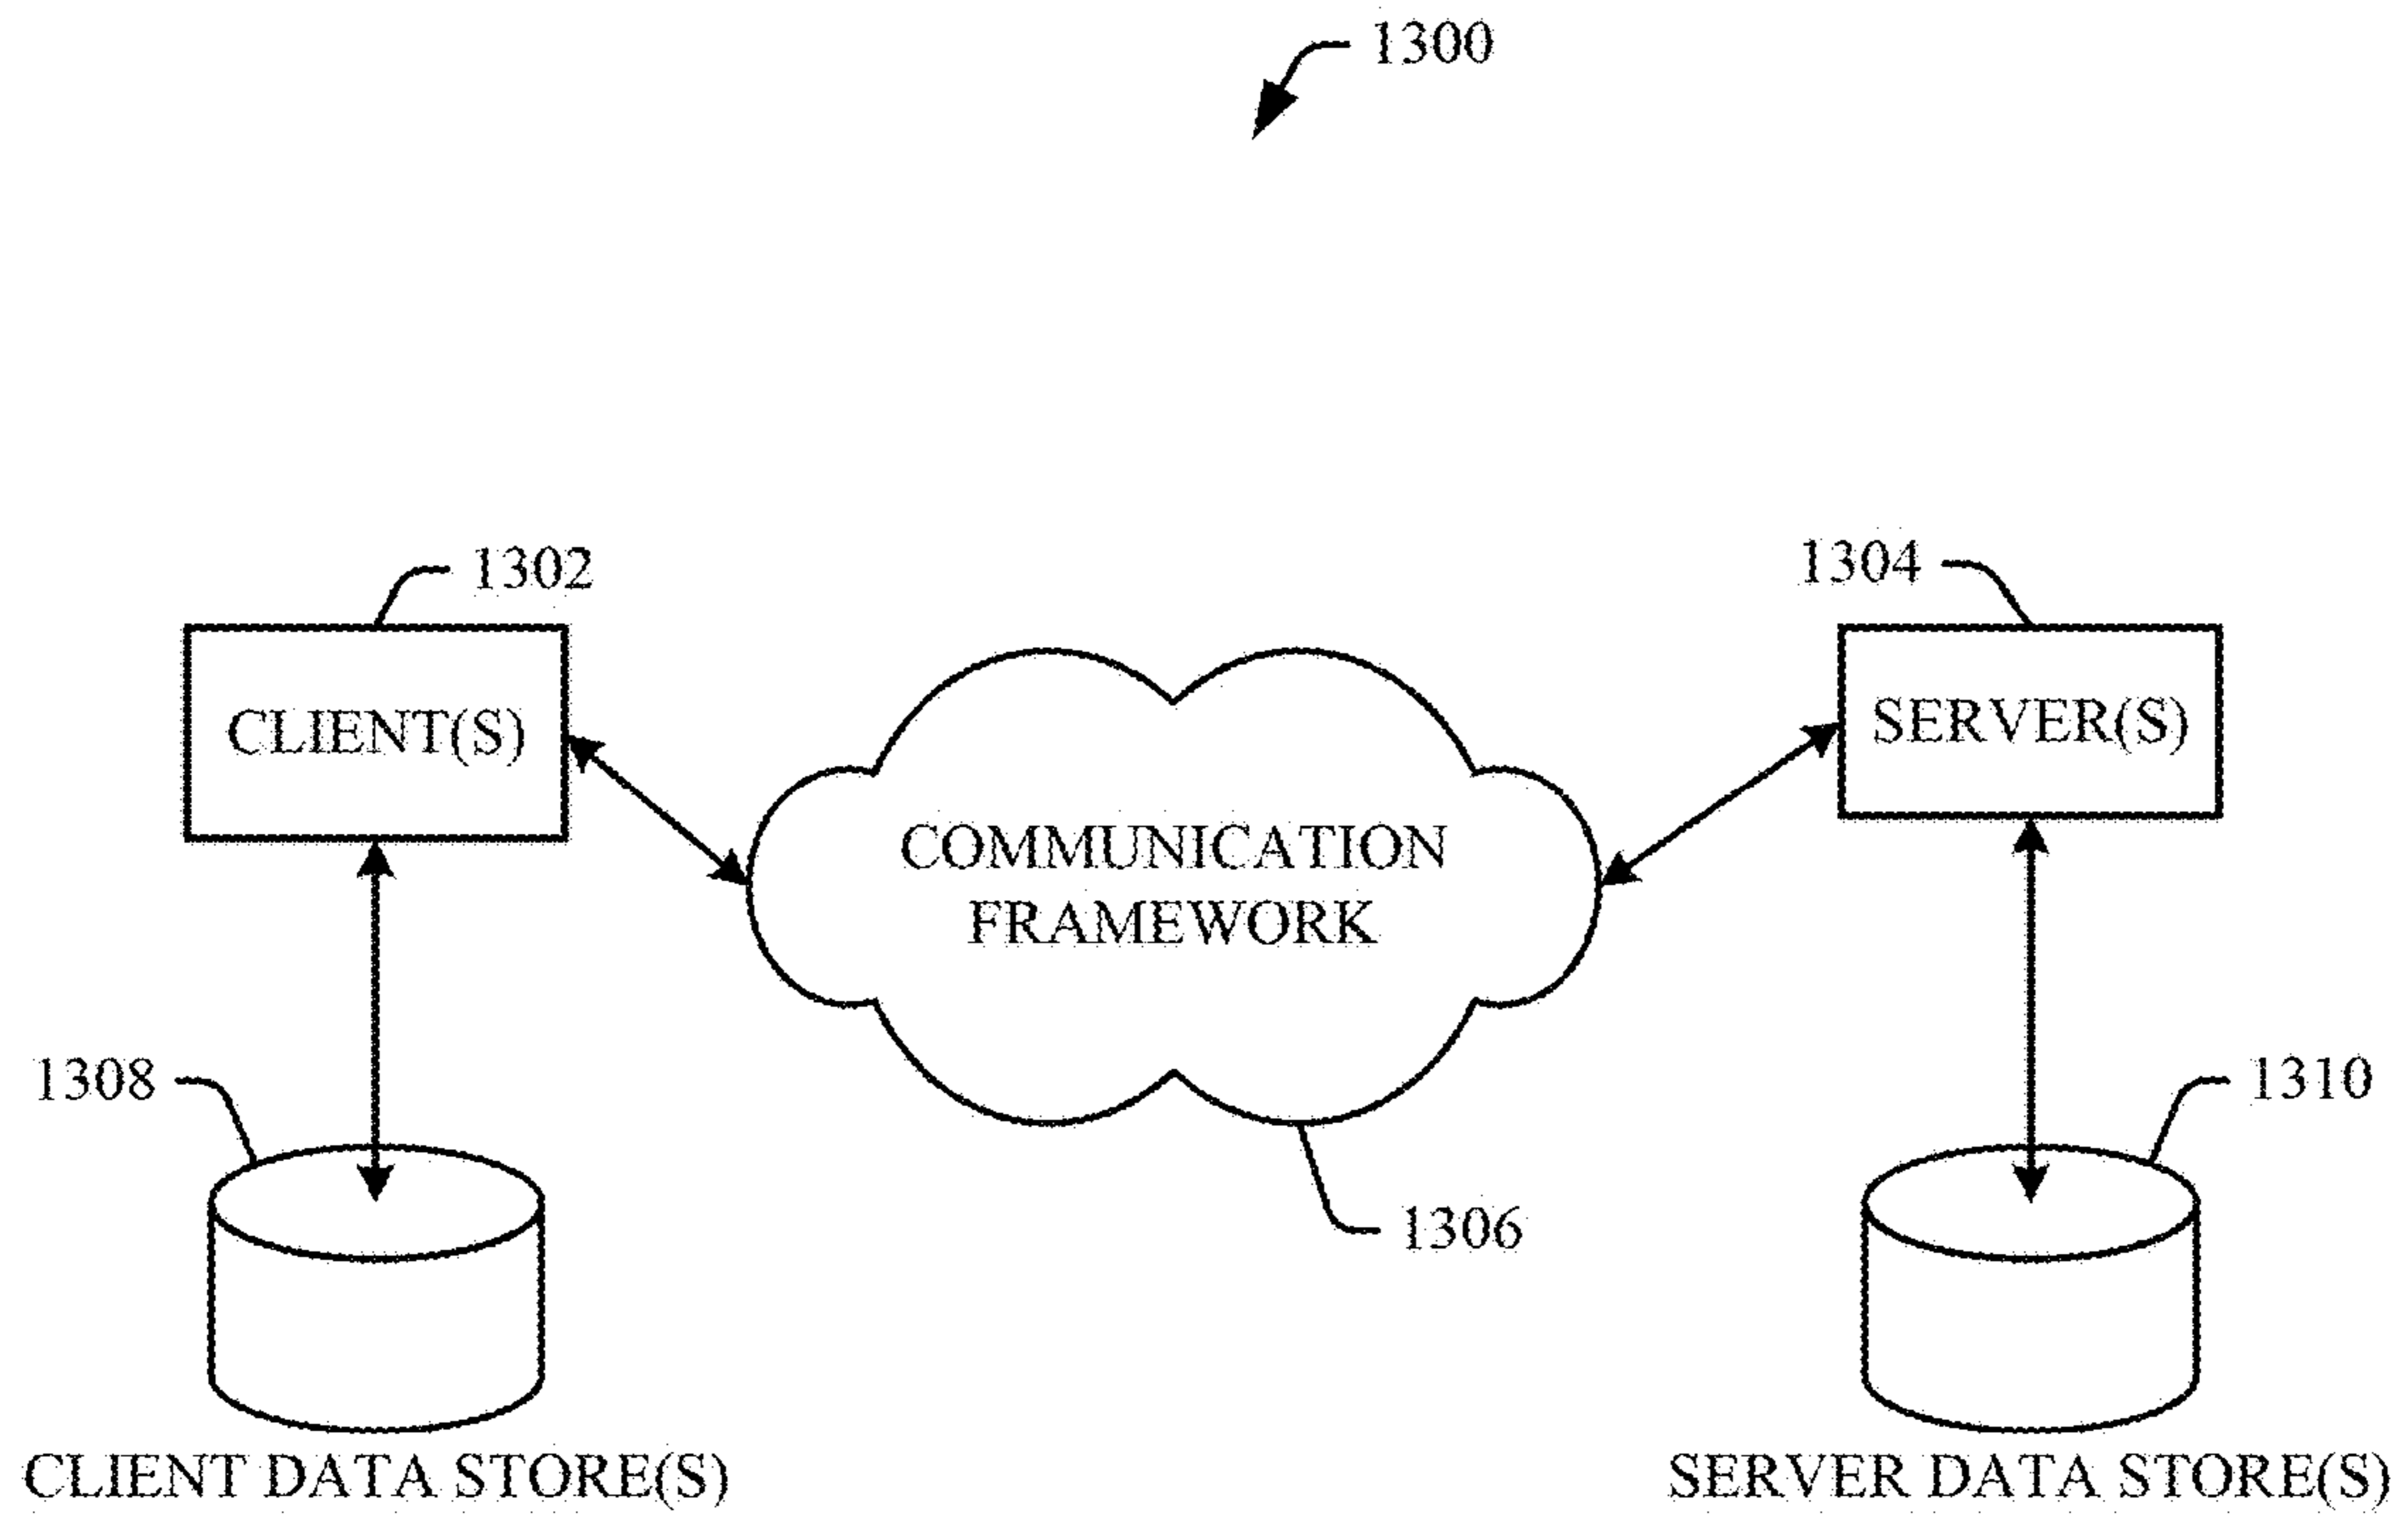 1300
1302
1304
CLIENT(S)
SERVER(S)
COMMUNICATION
FRAMEWORK
1308
1310
1306
CLIENT DATA STORE(S)
SERVER DATA STORE(S)